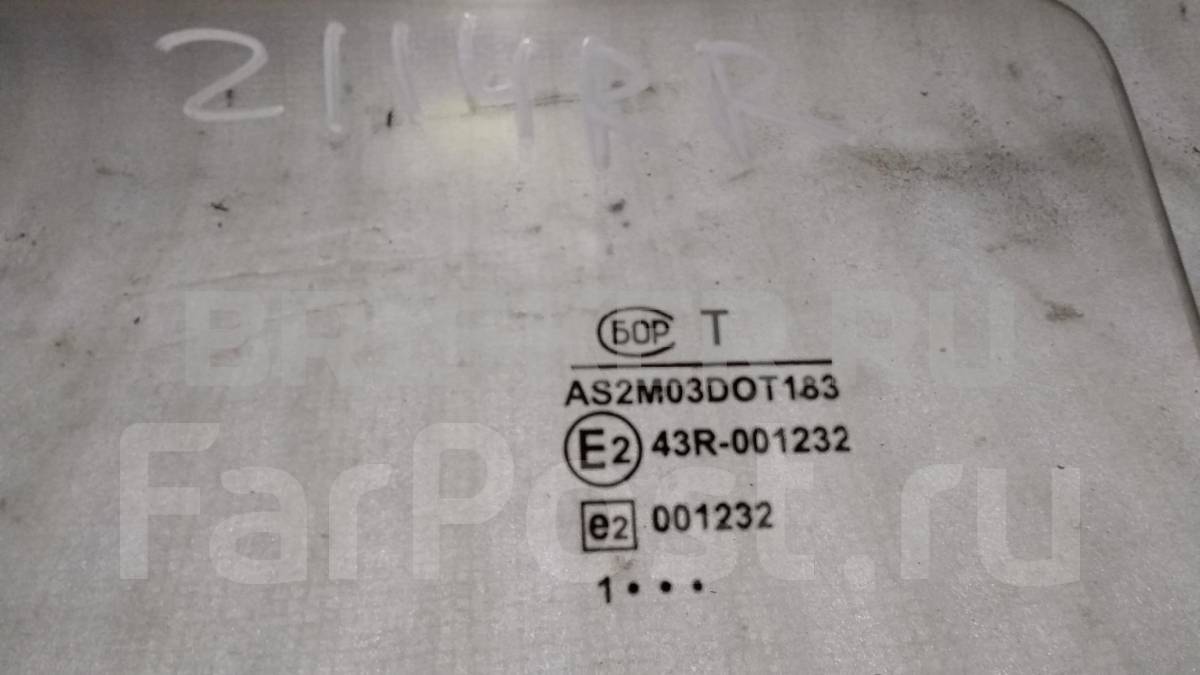 2114RR
БОР T
AS2M03DOT183
E2 43R-001232
e2 001232
1•••
FarPost.ru